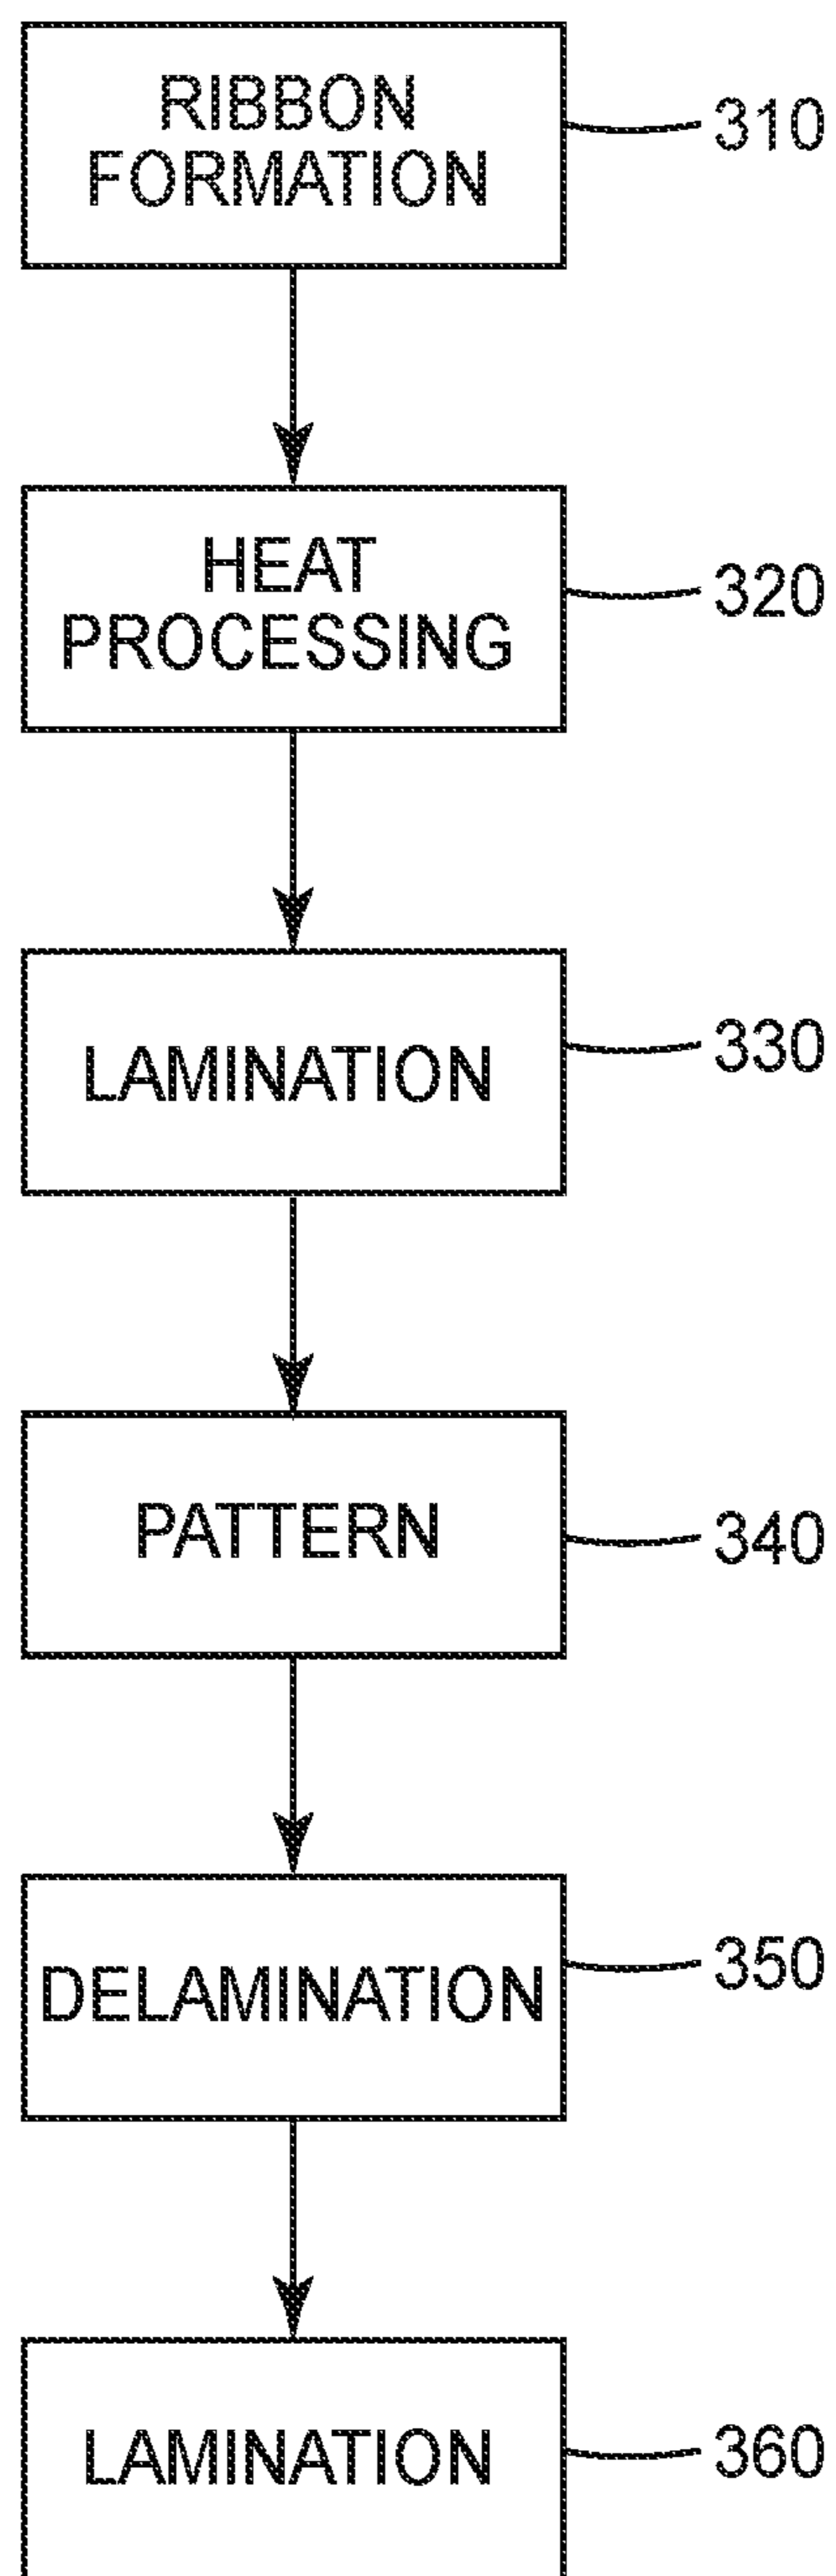 RIBBON
FORMATION
310
HEAT
PROCESSING
320
LAMINATION
330
PATTERN
340
DELAMINATION
350
LAMINATION
360